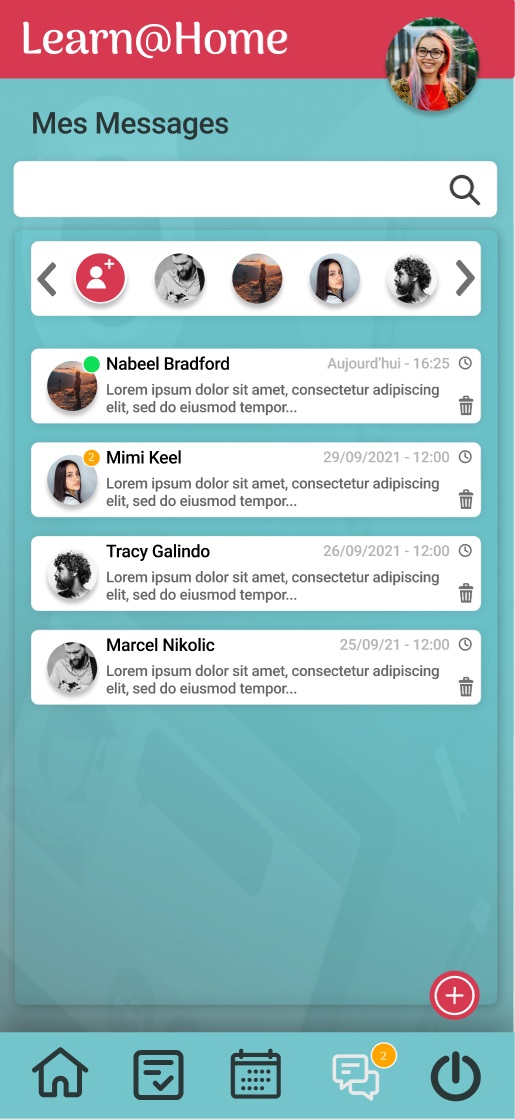 Learn@Home
Mes Messages
Nabeel Bradford
Aujourd'hui - 16:25
Lorem ipsum dolor sit amet, consectetur adipiscing
elit, sed do eiusmod tempor...
2
Mimi Keel
29/09/2021 - 12:00
Lorem ipsum dolor sit amet, consectetur adipiscing
elit, sed do eiusmod tempor...
Tracy Galindo
26/09/2021 - 12:00
Lorem ipsum dolor sit amet, consectetur adipiscing
elit, sed do eiusmod tempor...
Marcel Nikolic
25/09/21 - 12:00
Lorem ipsum dolor sit amet, consectetur adipiscing
elit, sed do eiusmod tempor...
2